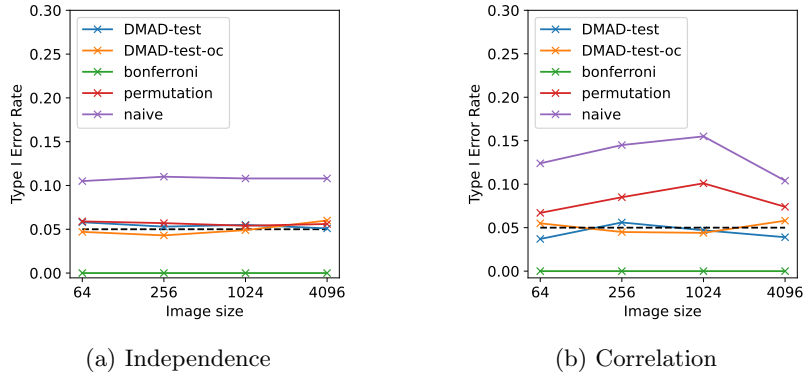 0.30
0.25
0.20
0.15
0.10
0.05
0.00
Type I Error Rate
DMAD-test
DMAD-test-oc
bonferroni
permutation
naive
64
256
1024
4096
Image size
(a) Independence
0.30
0.25
0.20
0.15
0.10
0.05
0.00
Type I Error Rate
DMAD-test
DMAD-test-oc
bonferroni
permutation
naive
64
256
1024
4096
Image size
(b) Correlation